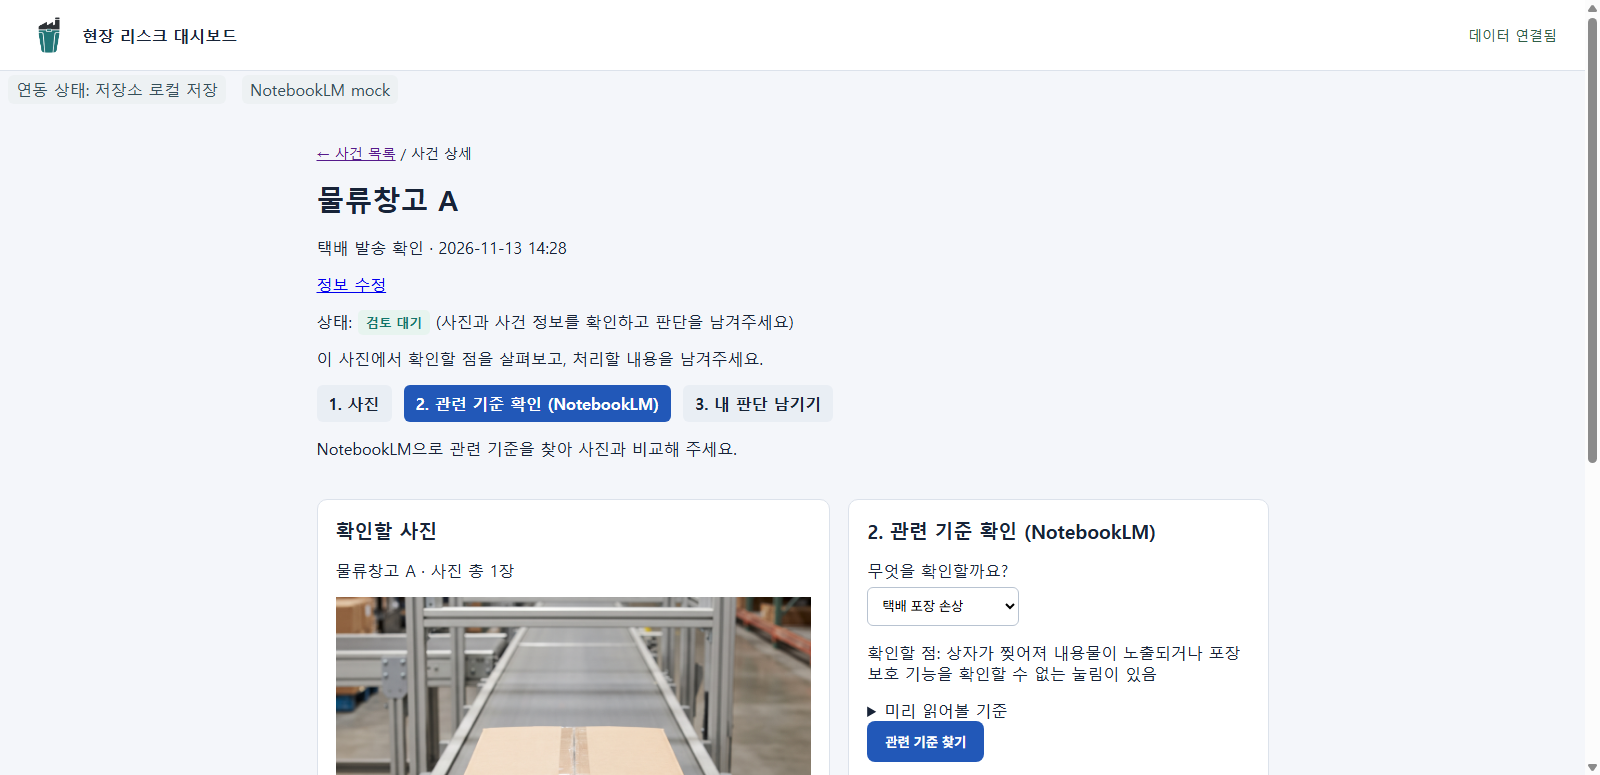 현장 리스크 대시보드
데이터 연결됨
연동 상태: 저장소 로컬 저장
NotebookLM mock
← 사건 목록 / 사건 상세
물류창고 A
택배 발송 확인 · 2026-11-13 14:28
정보 수정
상태: 검토 대기 (사진과 사건 정보를 확인하고 판단을 남겨주세요)
이 사진에서 확인할 점을 살펴보고, 처리할 내용을 남겨주세요.
1. 사진
2. 관련 기준 확인 (NotebookLM)
3. 내 판단 남기기
NotebookLM으로 관련 기준을 찾아 사진과 비교해 주세요.
확인할 사진
물류창고 A · 사진 총 1장
2. 관련 기준 확인 (NotebookLM)
무엇을 확인할까요?
택배 포장 손상
확인할 점: 상자가 찢어져 내용물이 노출되거나 포장
보호 기능을 확인할 수 없는 눌림이 있음
▶ 미리 읽어볼 기준
관련 기준 찾기